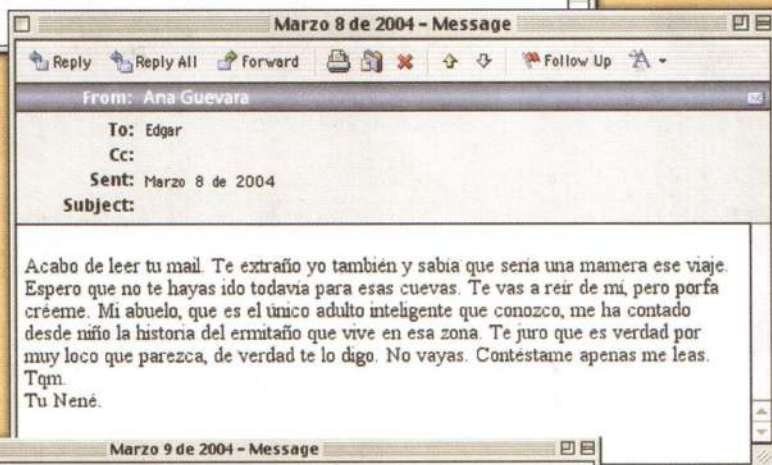 Marzo 8 de 2004 – Message
Reply Reply All Forward Follow Up
From: Ana Guevara
To: Edgar
Cc:
Sent: Marzo 8 de 2004
Subject:
Acabo de leer tu mail. Te extraño yo también y sabia que seria una mamera ese viaje.
Espero que no te hayas ido todavia para esas cuevas. Te vas a reir de mi, pero porfa
créeme. Mi abuelo, que es el único adulto inteligente que conozco, me ha contado
desde niño la historia del ermitaño que vive en esa zona. Te juro que es verdad por
muy loco que parezca, de verdad te lo digo. No vayas. Contéstame apenas me leas.
Tqm.
Tu Nené.
Marzo 9 de 2004 – Message